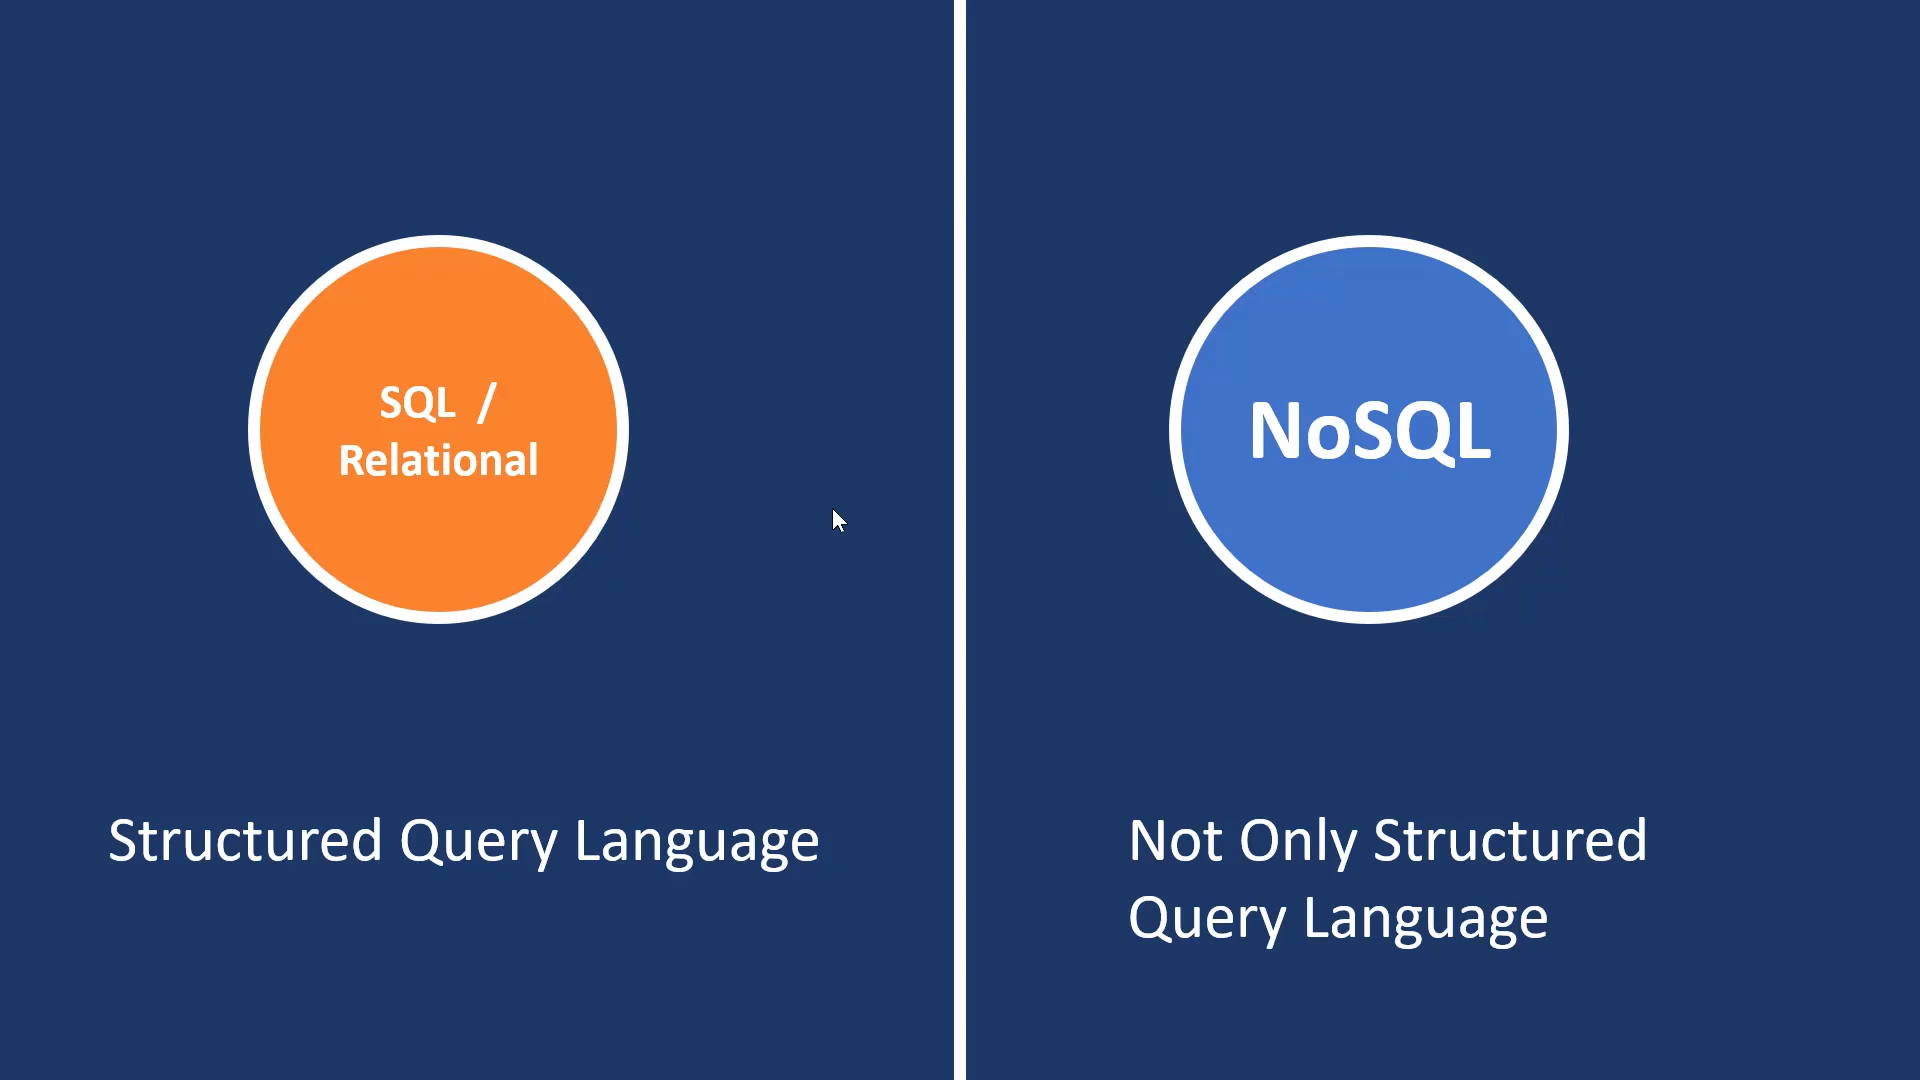 SQL /
Relational
Structured Query Language
NoSQL
Not Only Structured
Query Language